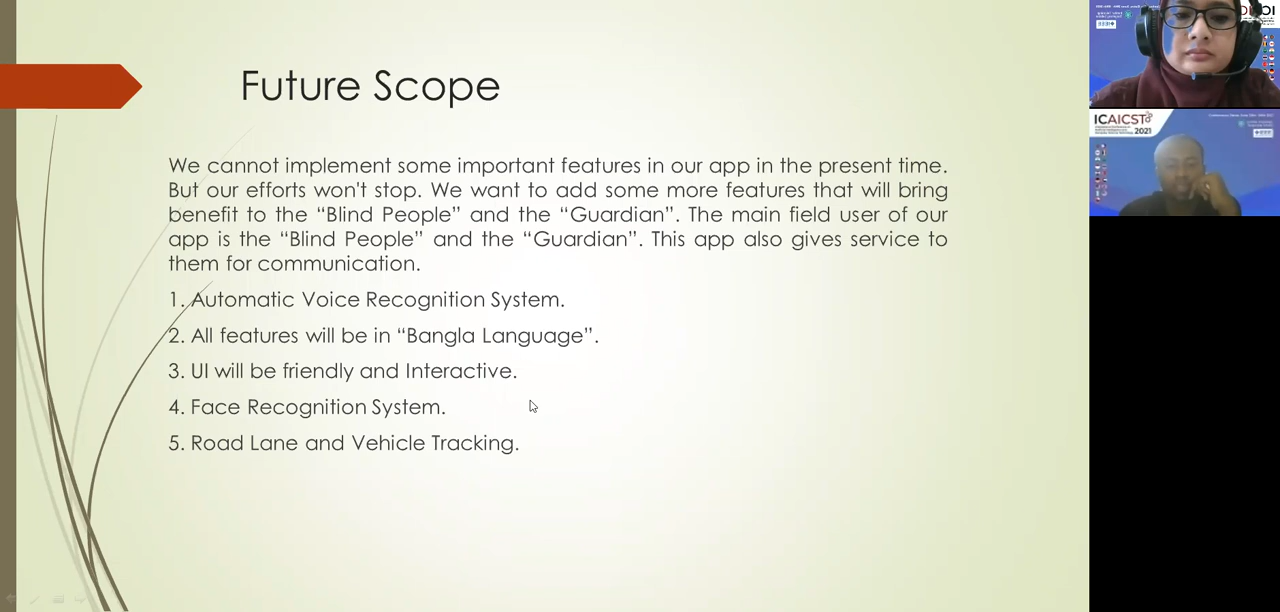 Future Scope
We cannot implement some important features in our app in the present time.
But our efforts won't stop. We want to add some more features that will bring
benefit to the “Blind People” and the “Guardian”. The main field user of our
app is the “Blind People” and the “Guardian”. This app also gives service to
them for communication.
1. Automatic Voice Recognition System.
2. All features will be in “Bangla Language”.
3. UI will be friendly and Interactive.
4. Face Recognition System.
5. Road Lane and Vehicle Tracking.
ICAICST
2021